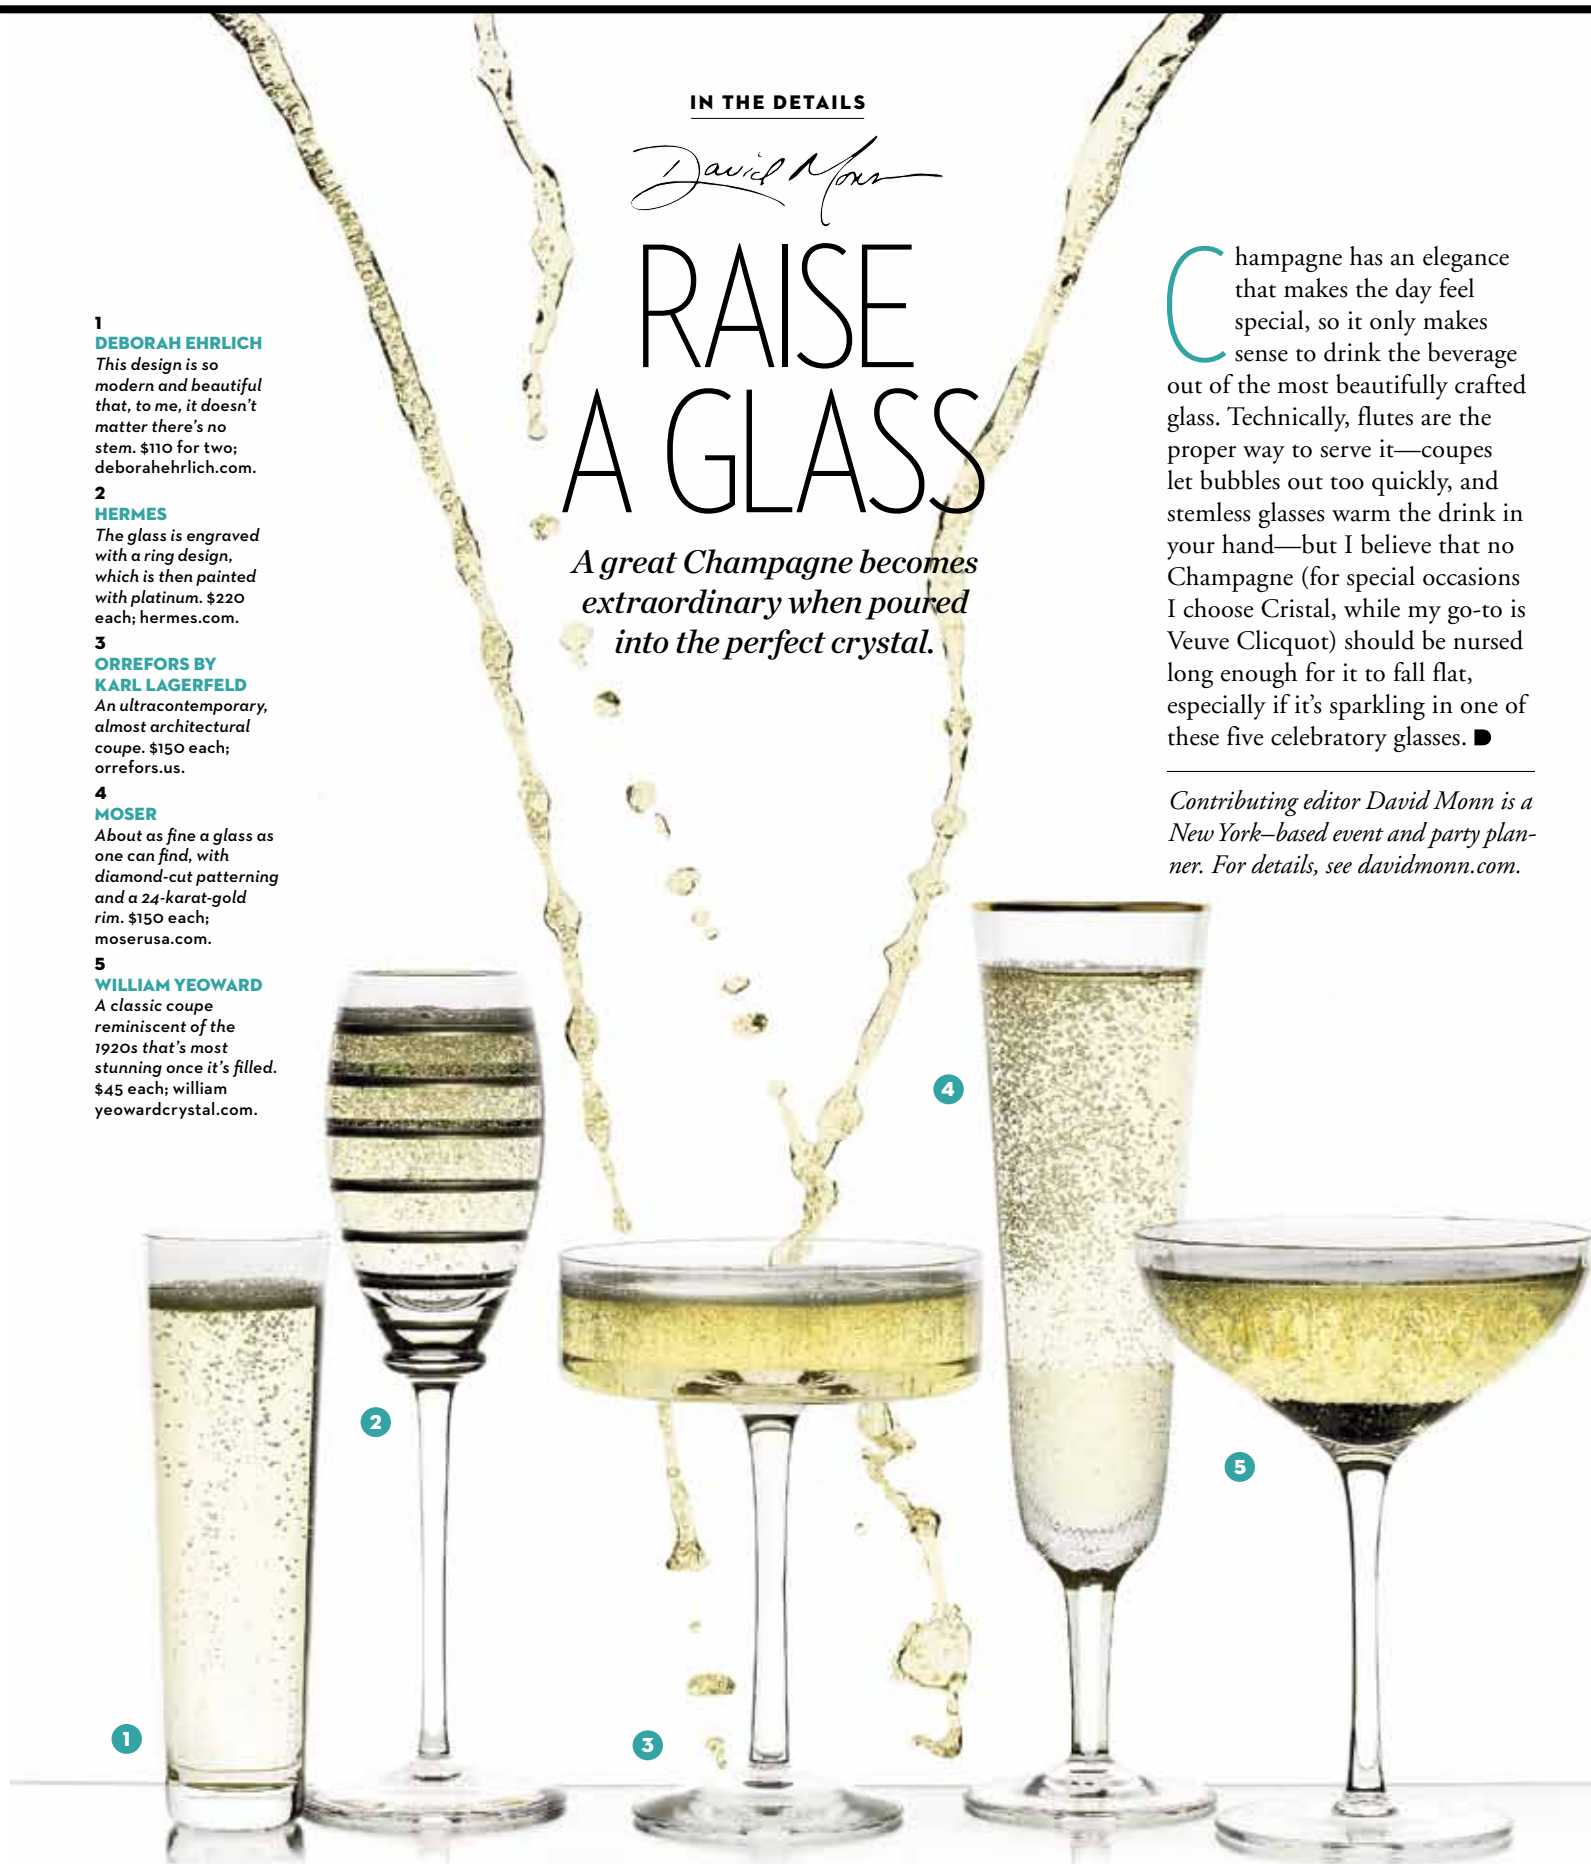 IN THE DETAILS
David Monn
RAISE
A GLASS
A great Champagne becomes
extraordinary when poured
into the perfect crystal.
1
DEBORAH EHRLICH
This design is so
modern and beautiful
that, to me, it doesn't
matter there's no
stem. $110 for two;
deborahehrlich.com.
2
HERMES
The glass is engraved
with a ring design,
which is then painted
with platinum. $220
each; hermes.com.
3
ORREFORS BY
KARL LAGERFELD
An ultracontemporary,
almost architectural
coupe. $150 each;
orrefors.us.
4
MOSER
About as fine a glass as
one can find, with
diamond-cut patterning
and a 24-karat-gold
rim. $150 each;
moserusa.com.
5
WILLIAM YEOWARD
A classic coupe
reminiscent of the
1920s that's most
stunning once it's filled.
$45 each; william
yeowardcrystal.com.
Champagne has an elegance
that makes the day feel
special, so it only makes
sense to drink the beverage
out of the most beautifully crafted
glass. Technically, flutes are the
proper way to serve it—coupes
let bubbles out too quickly, and
stemless glasses warm the drink in
your hand—but I believe that no
Champagne (for special occasions
I choose Cristal, while my go-to is
Veuve Clicquot) should be nursed
long enough for it to fall flat,
especially if it's sparkling in one of
these five celebratory glasses.
Contributing editor David Monn is a
New York–based event and party plan-
ner. For details, see davidmonn.com.
4
2
5
1
3